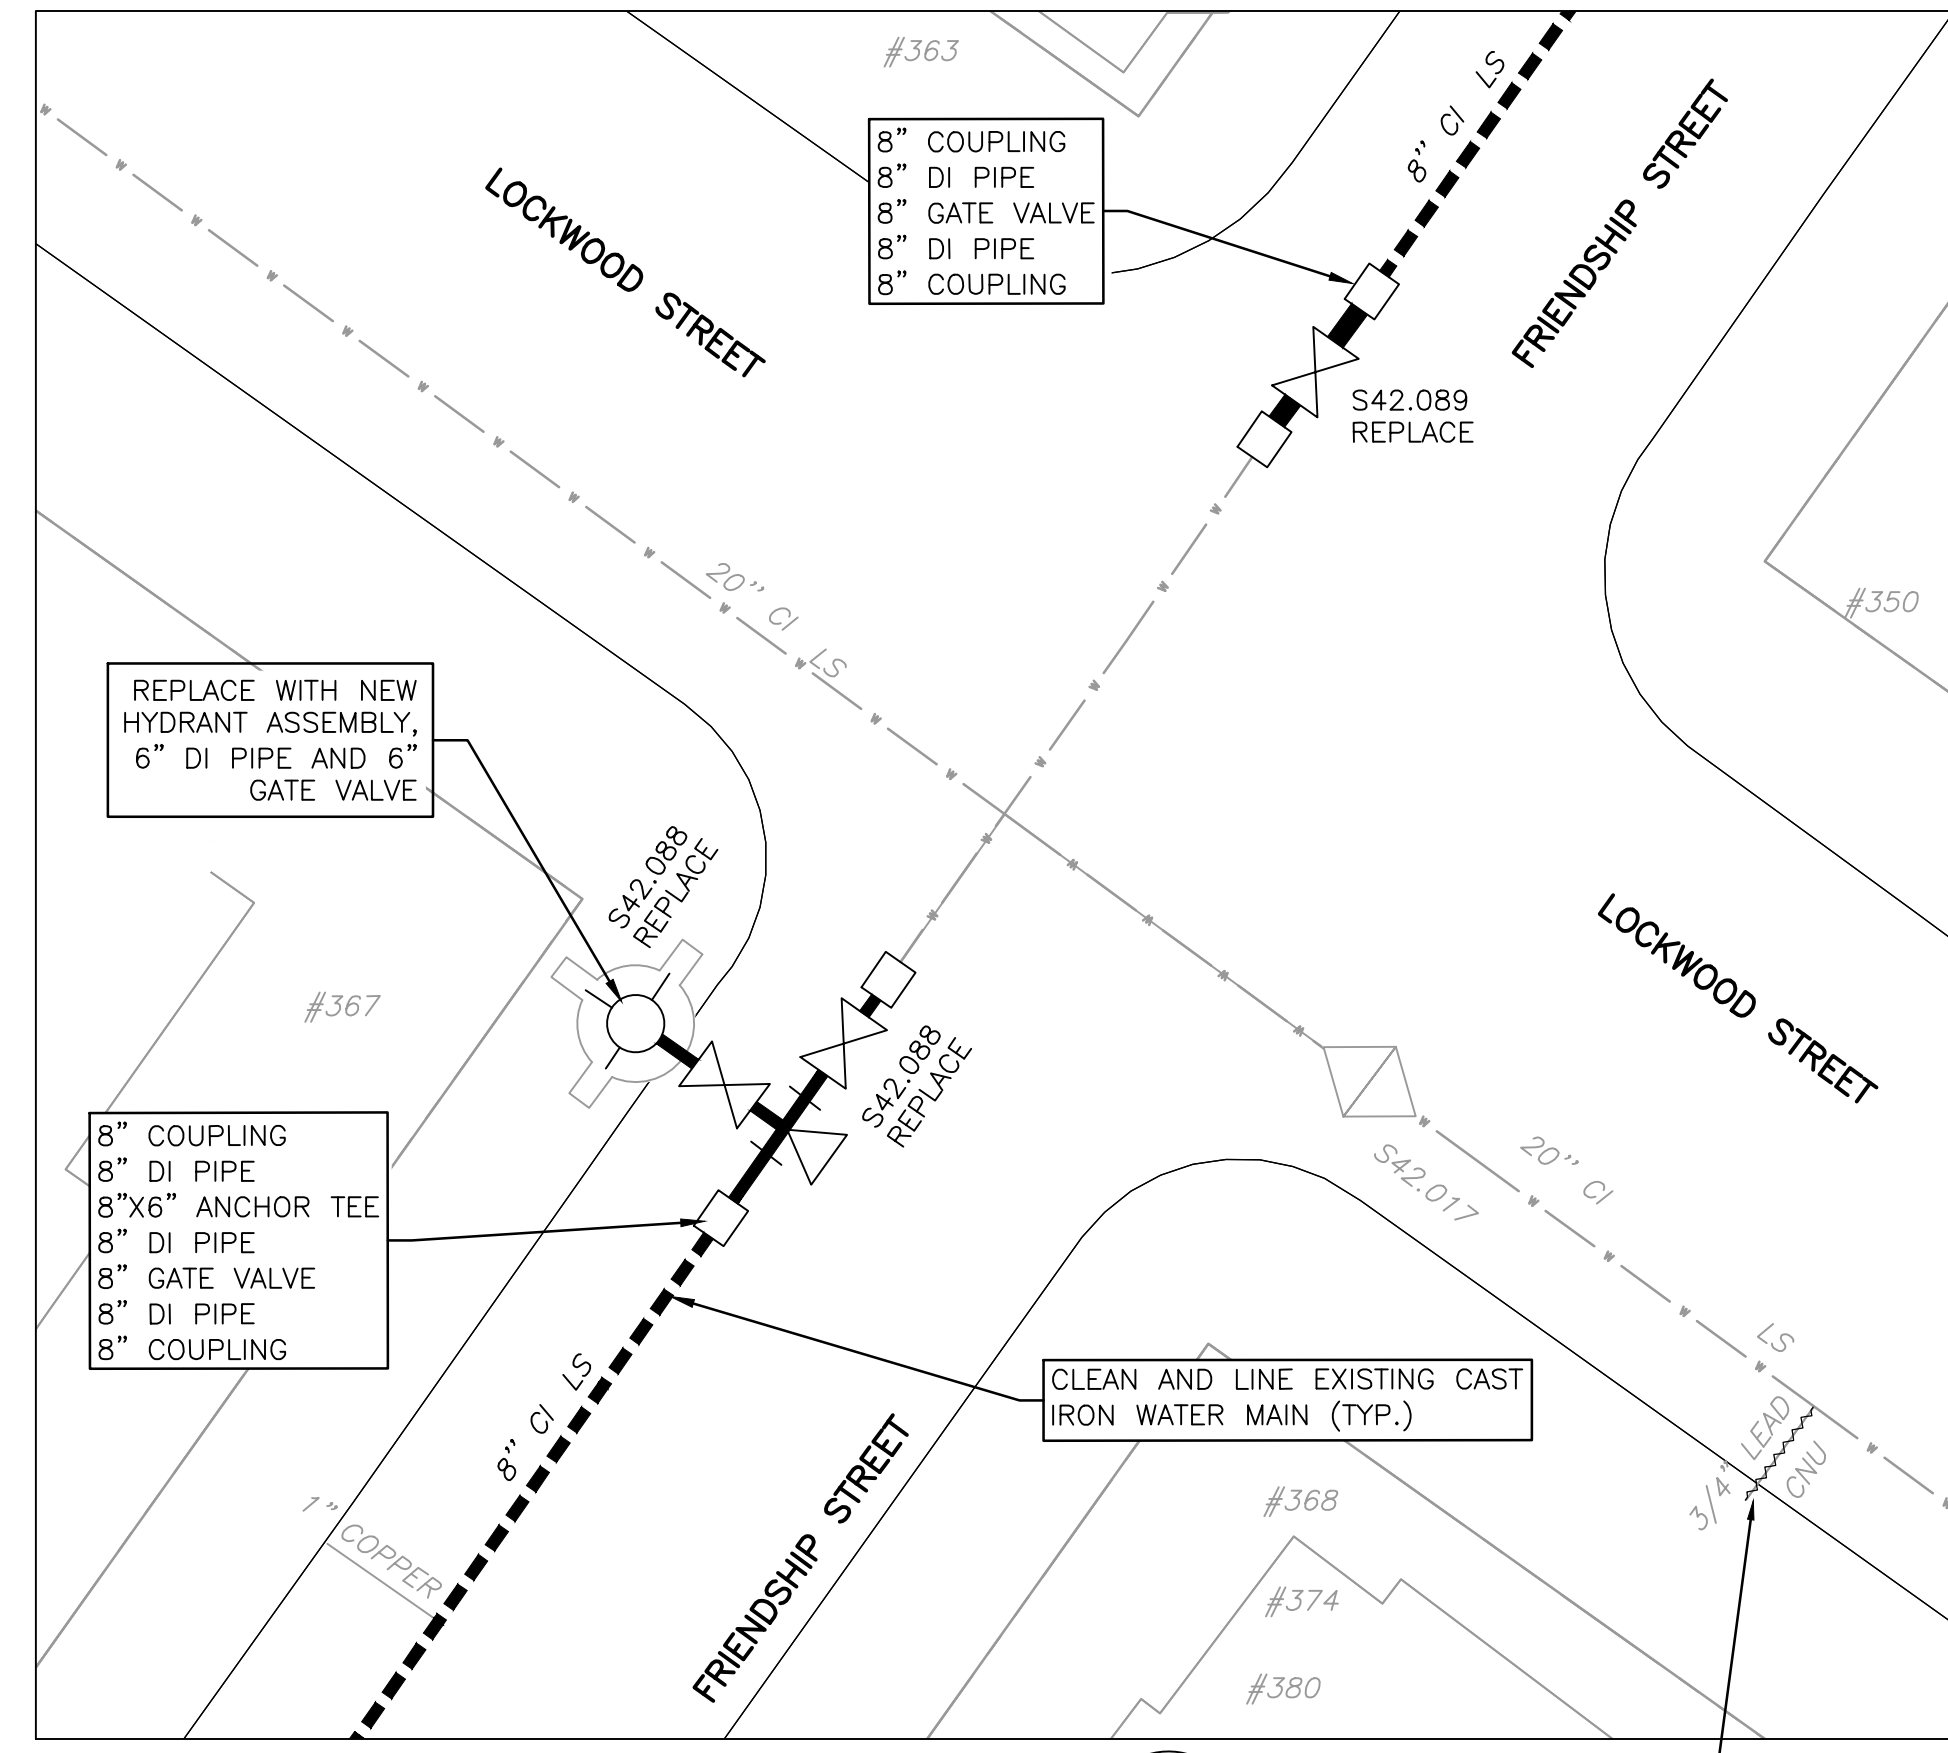 #363
8" CI LS
FRIENDSHIP STREET
8" COUPLING
8" DI PIPE
8" GATE VALVE
8" DI PIPE
8" COUPLING
LOCKWOOD STREET
S42.089
REPLACE
20" CI LS
#350
REPLACE WITH NEW
HYDRANT ASSEMBLY,
6" DI PIPE AND 6"
GATE VALVE
S42.088
REPLACE
LOCKWOOD STREET
#367
S42.088
REPLACE
8" COUPLING
8" DI PIPE
8"X6" ANCHOR TEE
8" DI PIPE
8" GATE VALVE
8" DI PIPE
8" COUPLING
S42.017
20" CI LS
CLEAN AND LINE EXISTING CAST
IRON WATER MAIN (TYP.)
8" CI LS
FRIENDSHIP STREET
3/4" LEAD
CNU
1" COPPER
#368
#374
#380